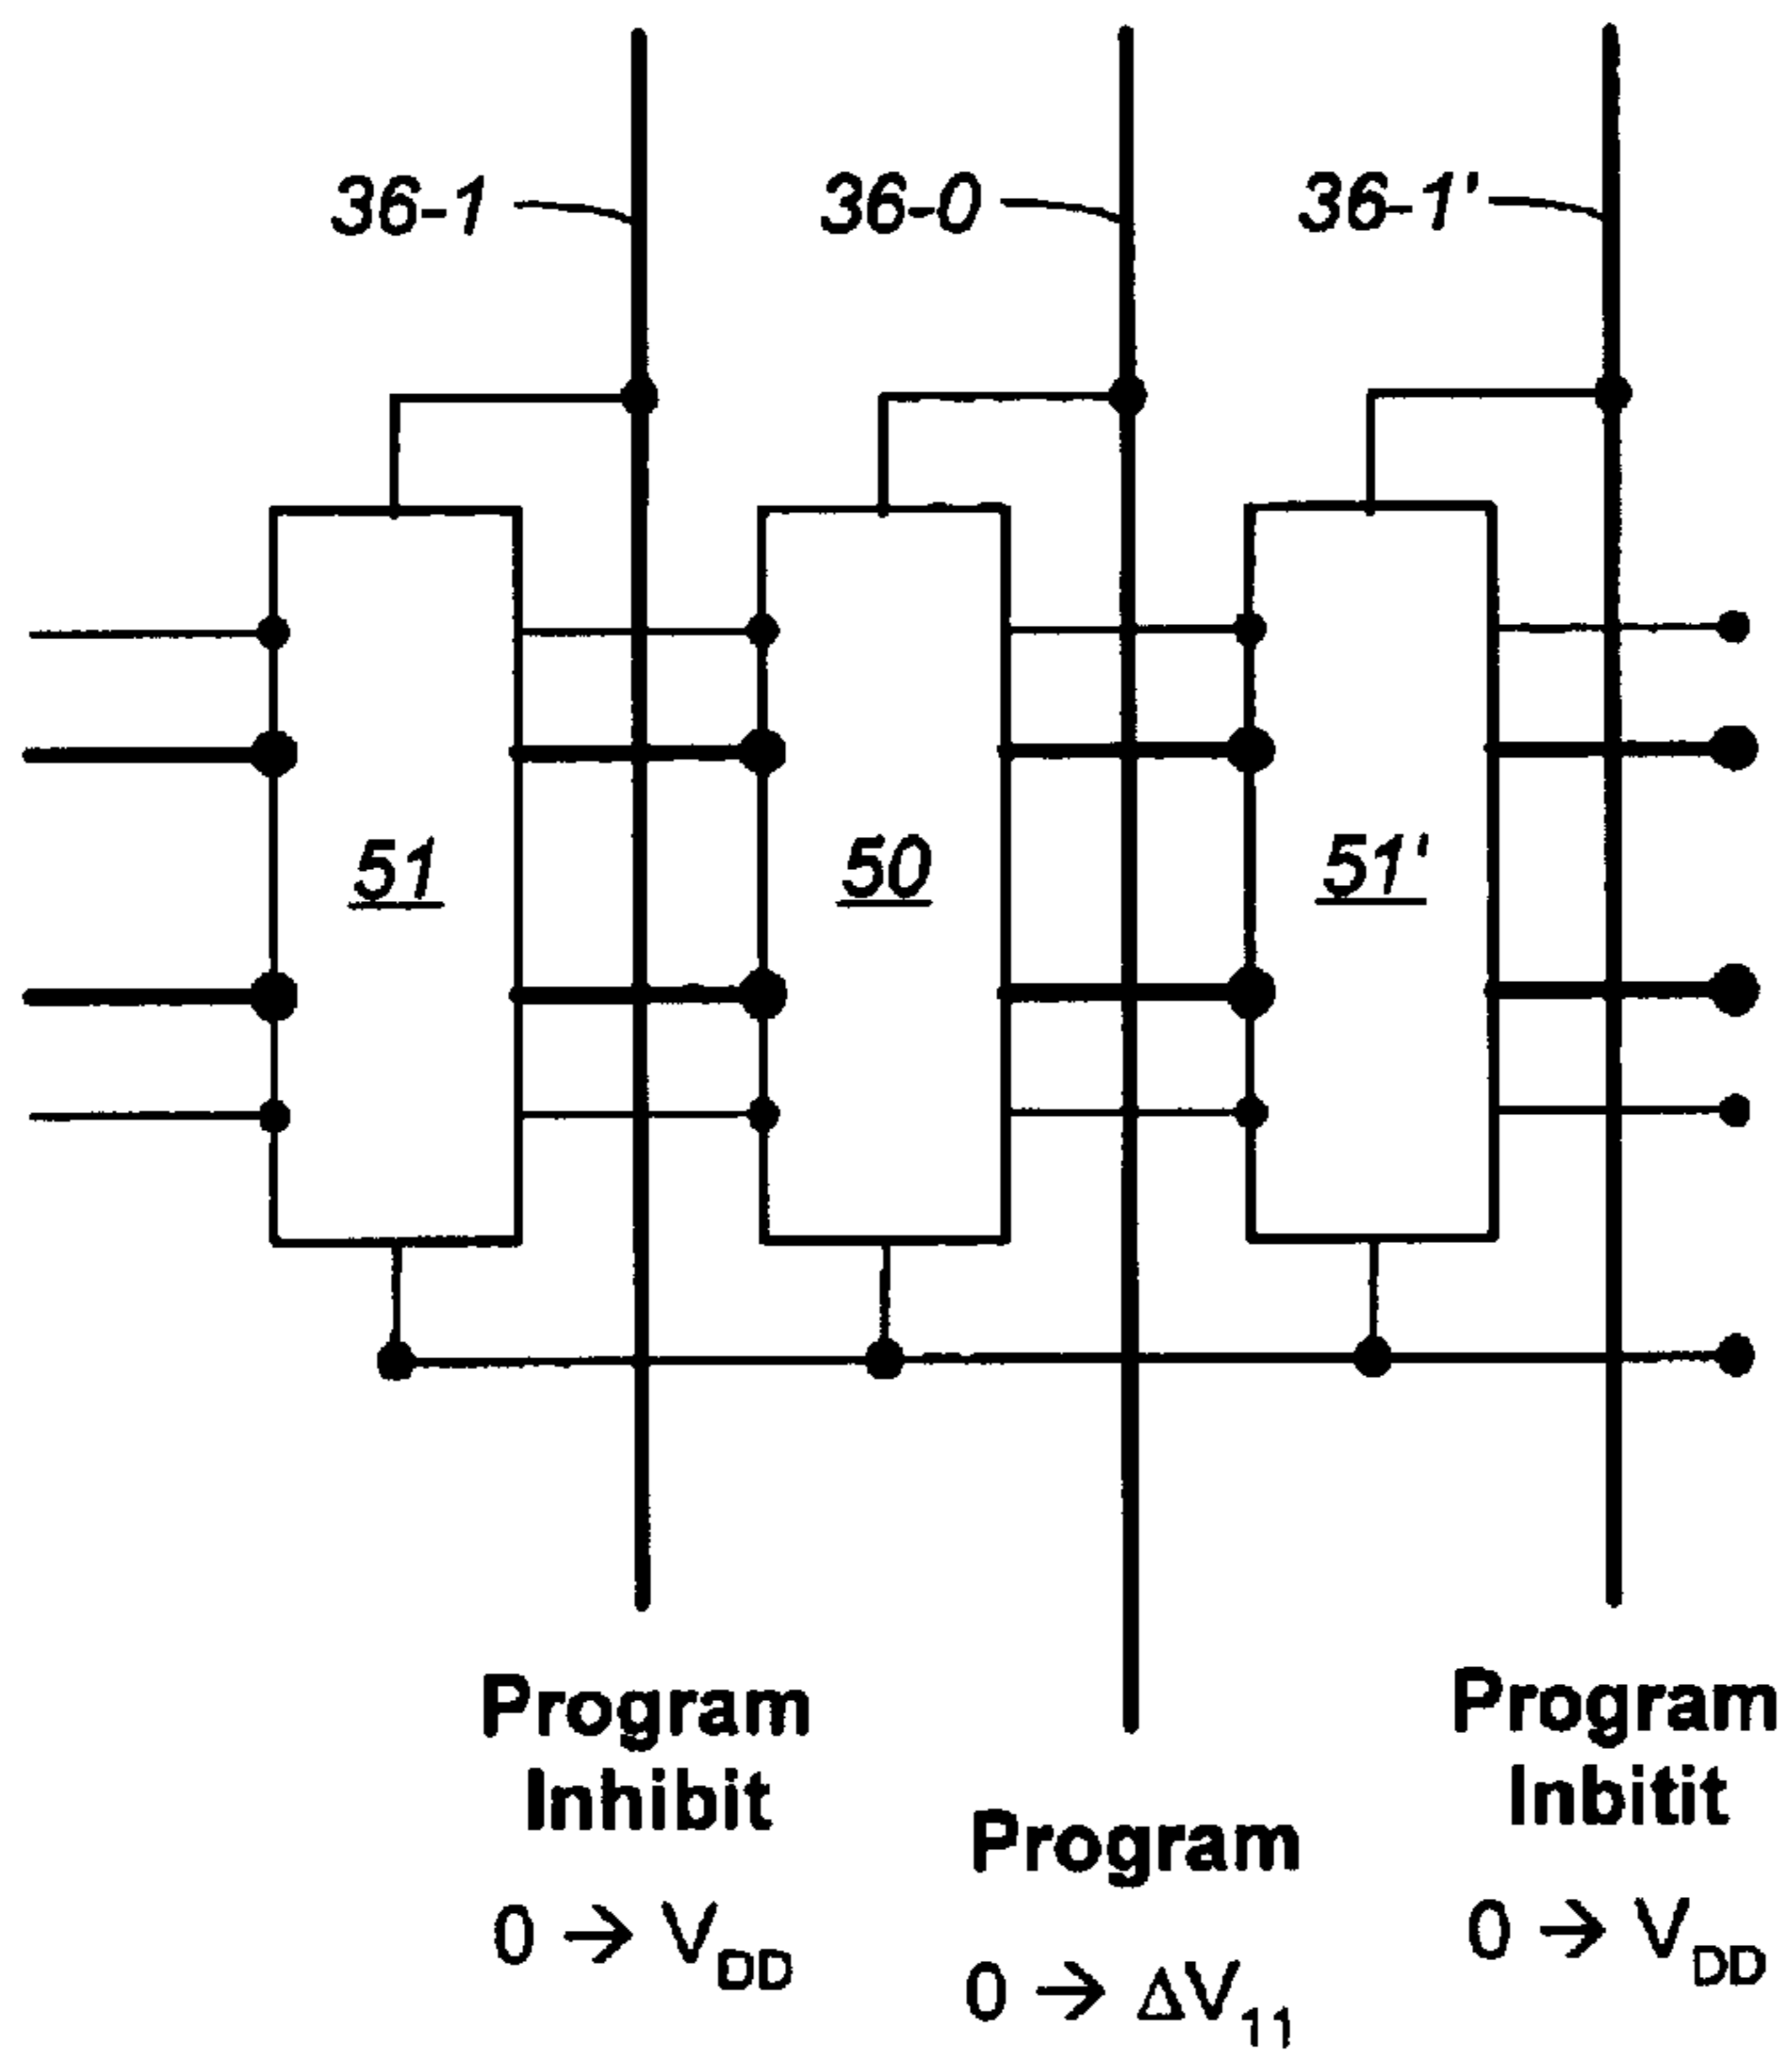 36-1
36-0
36-1'
51
50
51'
Program
Inhibit
0 → VDD
Program
0 → ΔV11
Program
Inbitit
0 → VDD